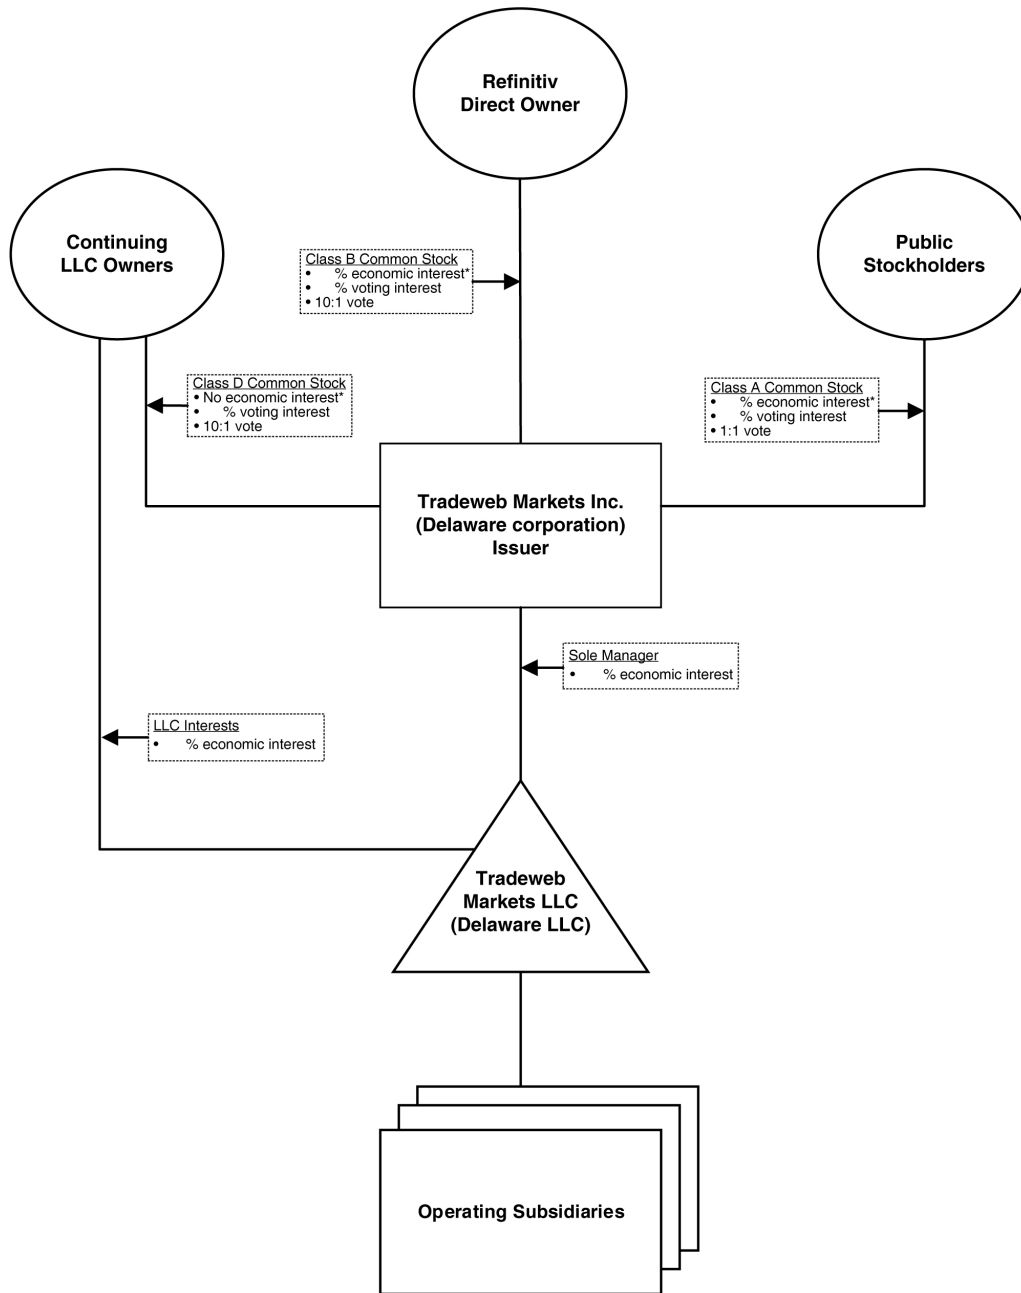 Refinitiv
Direct Owner
Continuing
LLC Owners
Public
Stockholders
Class B Common Stock
• % economic interest*
• % voting interest
• 10:1 vote
Class D Common Stock
• No economic interest*
• % voting interest
• 10:1 vote
Class A Common Stock
• % economic interest*
• % voting interest
• 1:1 vote
Tradeweb Markets Inc.
(Delaware corporation)
Issuer
Sole Manager
• % economic interest
LLC Interests
• % economic interest
Tradeweb
Markets LLC
(Delaware LLC)
Operating Subsidiaries